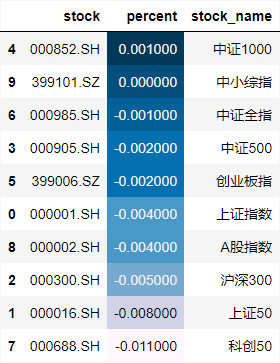 stock percent stock_name
4 000852.SH 0.001000 中证1000
9 399101.SZ 0.000000 中小综指
6 000985.SH -0.001000 中证全指
3 000905.SH -0.002000 中证500
5 399006.SZ -0.002000 创业板指
0 000001.SH -0.004000 上证指数
8 000002.SH -0.004000 A股指数
2 000300.SH -0.005000 沪深300
1 000016.SH -0.008000 上证50
7 000688.SH -0.011000 科创50